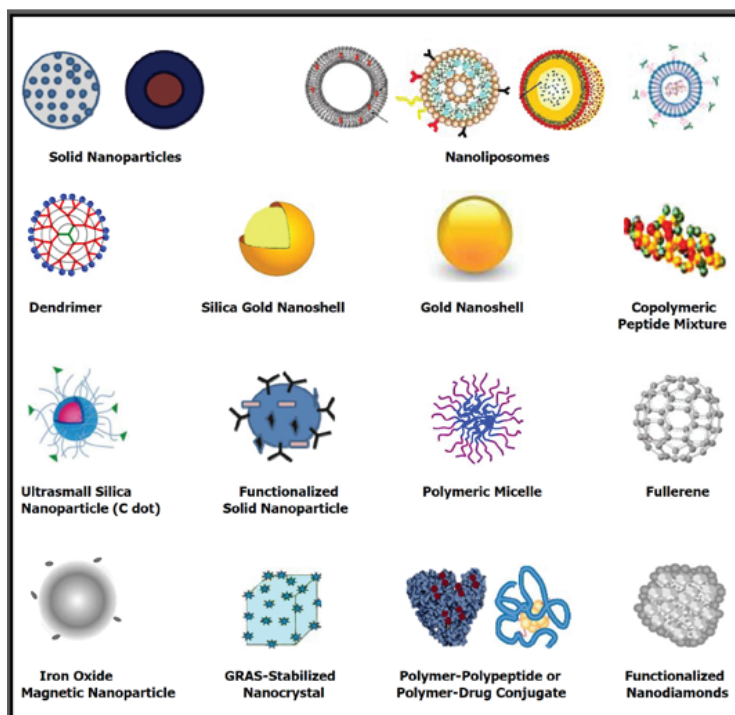 Solid Nanoparticles
Nanoliposomes
Dendrimer
Silica Gold Nanoshell
Gold Nanoshell
Copolymeric
Peptide Mixture
Ultrasmall Silica
Nanoparticle (C dot)
Functionalized
Solid Nanoparticle
Polymeric Micelle
Fullerene
Iron Oxide
Magnetic Nanoparticle
GRAS-Stabilized
Nanocrystal
Polymer-Polypeptide or
Polymer-Drug Conjugate
Functionalized
Nanodiamonds